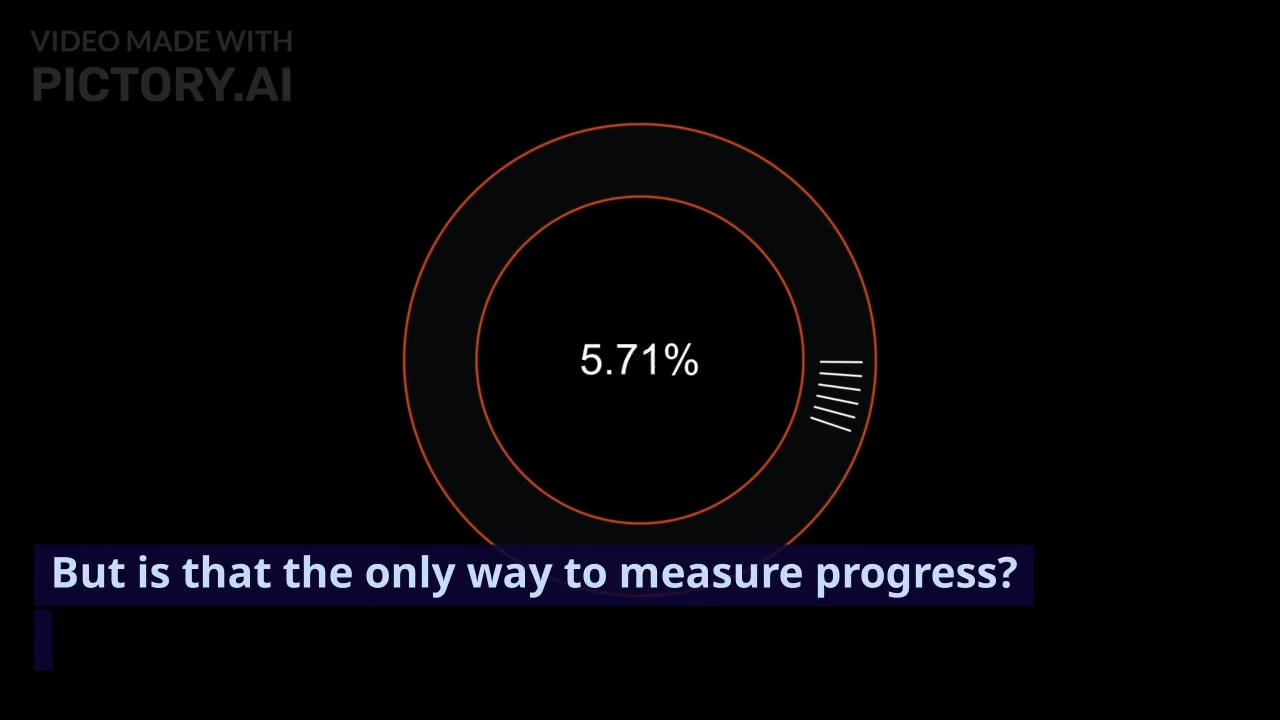 VIDEO MADE WITH
PICTORY.AI
5.71%
But is that the only way to measure progress?